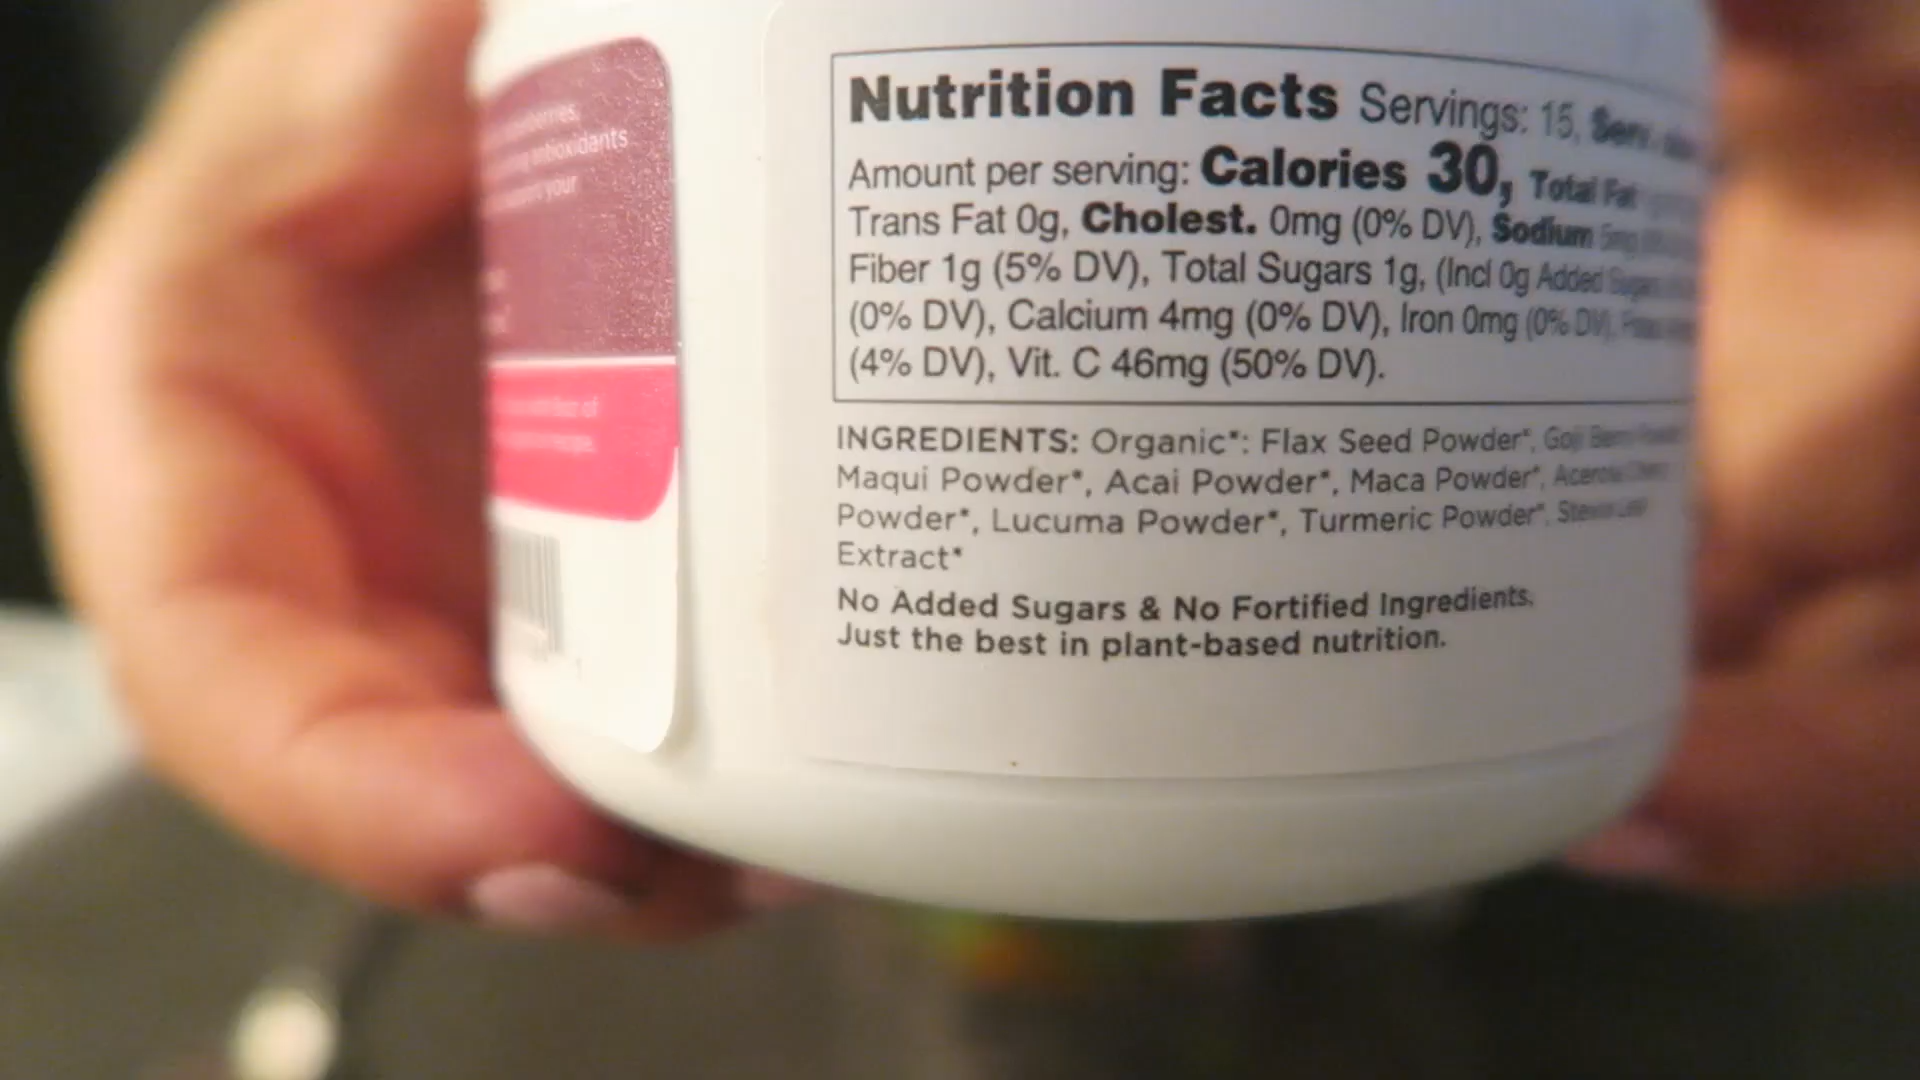 antioxidants
your
Nutrition Facts Servings: 15,
Amount per serving: Calories 30, Total Fat
Trans Fat 0g, Cholest. 0mg (0% DV), Sodium 5mg
Fiber 1g (5% DV), Total Sugars 1g, (Incl 0g Added Sugars
(0% DV), Calcium 4mg (0% DV), Iron 0mg (0% DV),
(4% DV), Vit. C 46mg (50% DV).
INGREDIENTS: Organic*: Flax Seed Powder*, Goji Berry
Maqui Powder*, Acai Powder*, Maca Powder*, Acerola Cherry
Powder*, Lucuma Powder*, Turmeric Powder*, Stevia Leaf
Extract*
No Added Sugars & No Fortified Ingredients.
Just the best in plant-based nutrition.